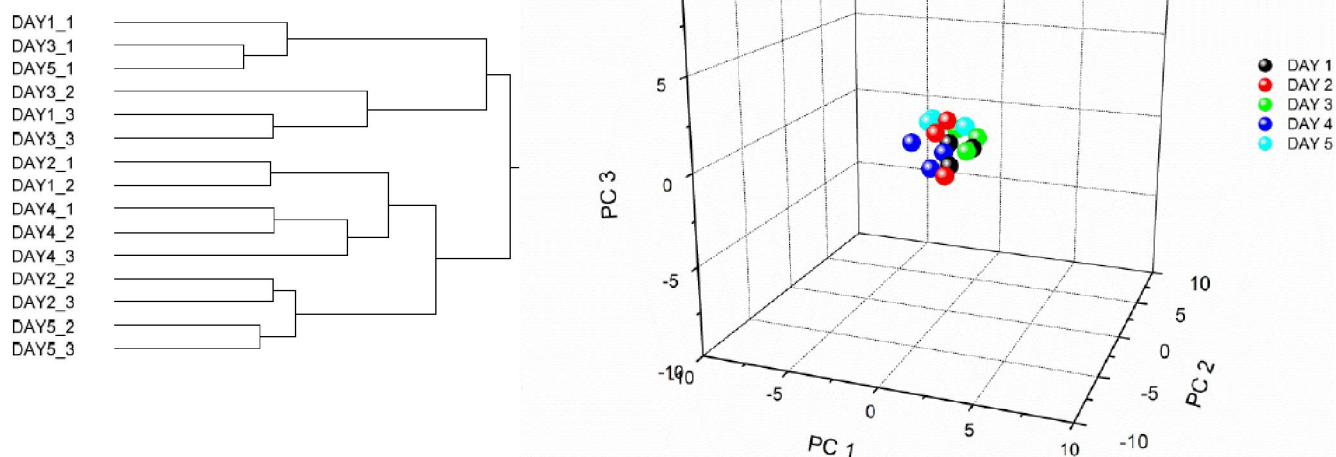 DAY1_1
DAY3_1
DAY5_1
DAY3_2
DAY1_3
DAY3_3
DAY2_1
DAY1_2
DAY4_1
DAY4_2
DAY4_3
DAY2_2
DAY2_3
DAY5_2
DAY5_3
5
0
-5
-10
PC 3
-10
-5
0
5
10
PC 1
10
5
0
-5
-10
PC 2
DAY 1
DAY 2
DAY 3
DAY 4
DAY 5